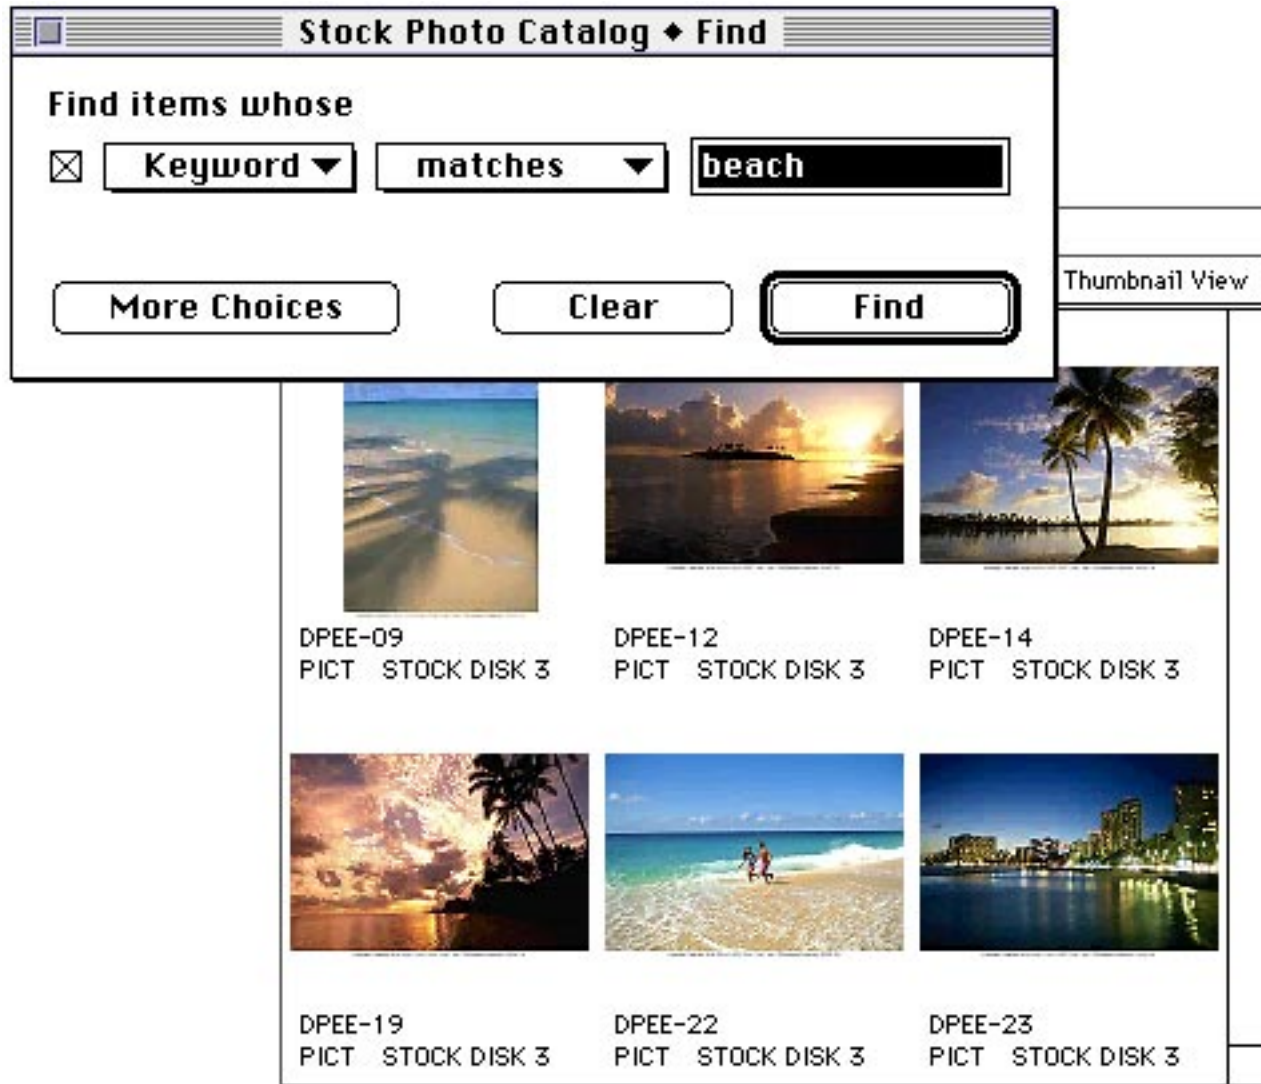 Stock Photo Catalog ◆ Find
Find items whose
Keyword matches beach
More Choices Clear Find
Thumbnail View
DPEE-09 DPEE-12 DPEE-14
PICT STOCK DISK 3 PICT STOCK DISK 3 PICT STOCK DISK 3
DPEE-19 DPEE-22 DPEE-23
PICT STOCK DISK 3 PICT STOCK DISK 3 PICT STOCK DISK 3